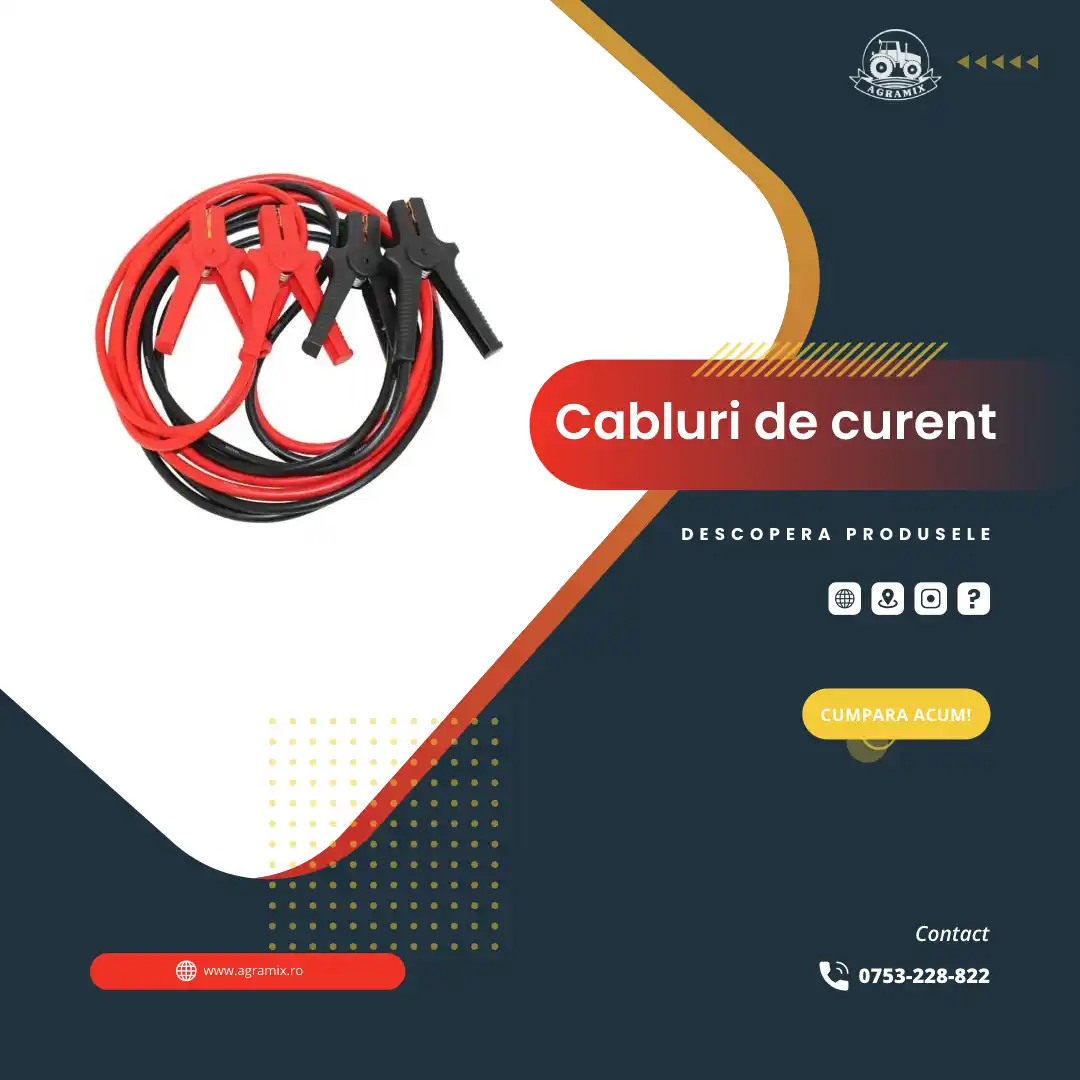 AGRAMIX
Cabluri de curent
DESCOPERA PRODUSELE
?
CUMPARA ACUM!
Contact
0753-228-822
www.agramix.ro